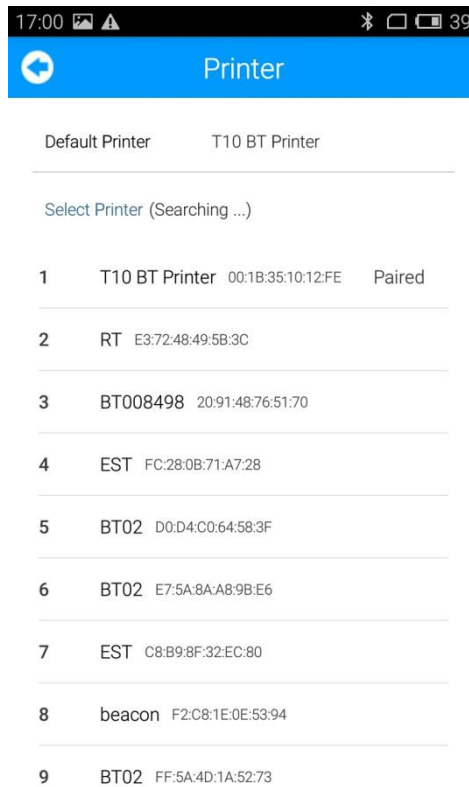 17:00 39
Printer
Default Printer T10 BT Printer
Select Printer (Searching ...)
1 T10 BT Printer 00:1B:35:10:12:FE Paired
2 RT E3:72:48:49:5B:3C
3 BT008498 20:91:48:76:51:70
4 EST FC:28:0B:71:A7:28
5 BT02 D0:D4:C0:64:58:3F
6 BT02 E7:5A:8A:A8:9B:E6
7 EST C8:B9:8F:32:EC:80
8 beacon F2:C8:1E:0E:53:94
9 BT02 FF:5A:4D:1A:52:73